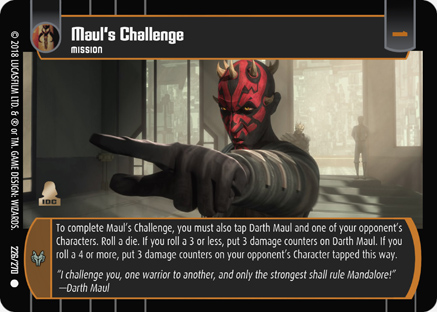 Maul's Challenge
MISSION
© 2018 LUCASFILM LTD. & ® or TM. GAME DESIGN: WIZARDS.
10C
To complete Maul's Challenge, you must also tap Darth Maul and one of your opponent's
Characters. Roll a die. If you roll a 3 or less, put 3 damage counters on Darth Maul. If you
roll a 4 or more, put 3 damage counters on your opponent's Character tapped this way.
"I challenge you, one warrior to another, and only the strongest shall rule Mandalore!"
—Darth Maul